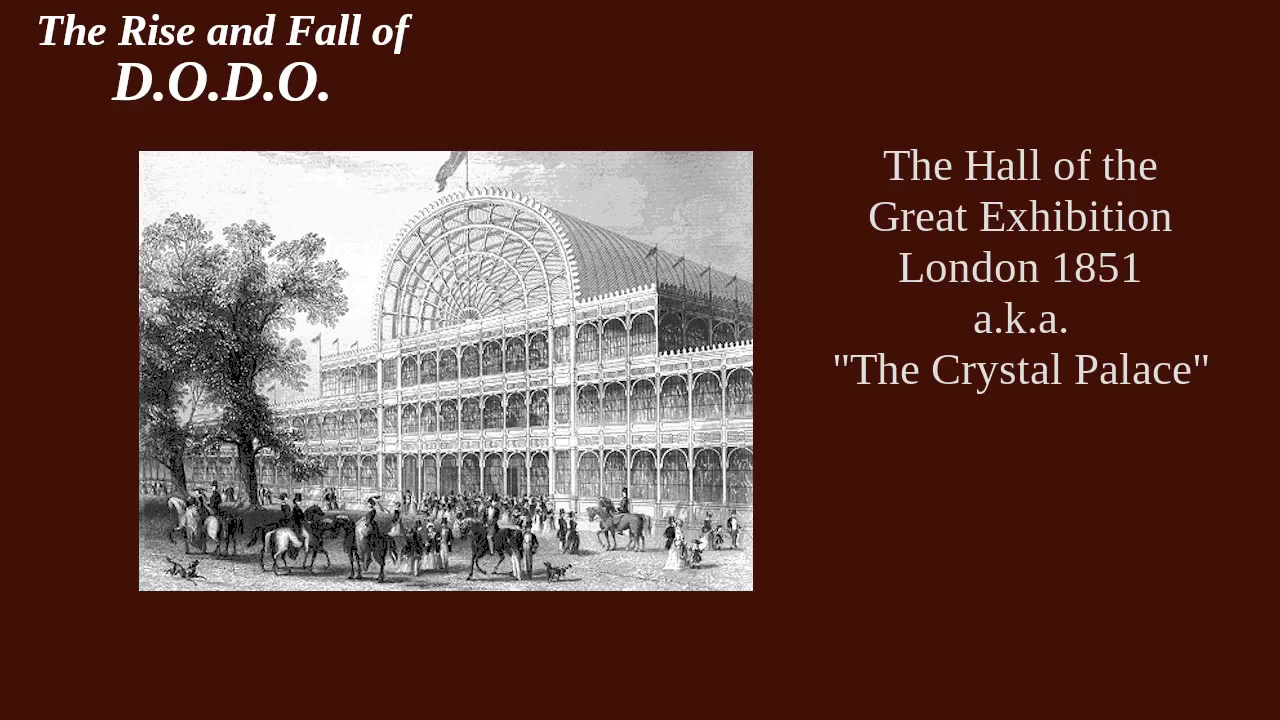 The Rise and Fall of
D.O.D.O.
The Hall of the
Great Exhibition
London 1851
a.k.a.
"The Crystal Palace"